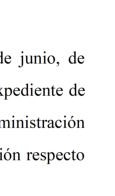 de junio, de
xpediente de
ministración
ión respecto